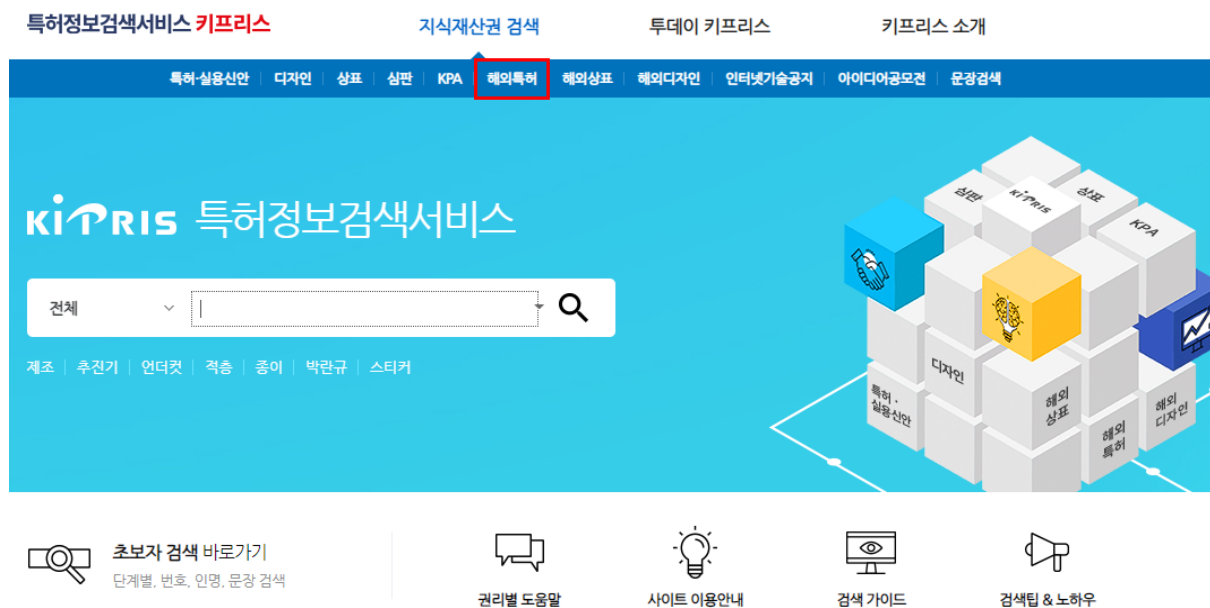 특허정보검색서비스 키프리스 지식재산권 검색 투데이 키프리스 키프리스 소개
특허·실용신안 디자인 상표 심판 KPA 해외특허 해외상표 해외디자인 인터넷기술공지 아이디어공모전 문장검색
KIPRIS 특허정보검색서비스
전체
제조 추진기 언더컷 적층 종이 박란규 스티커
심판 KIPRIS 상표
KPA
디자인
특허·
실용신안
해외
상표
해외
특허
해외
디자인
초보자 검색 바로가기
단계별, 번호, 인명, 문장 검색
권리별 도움말 사이트 이용안내 검색 가이드 검색팁 & 노하우